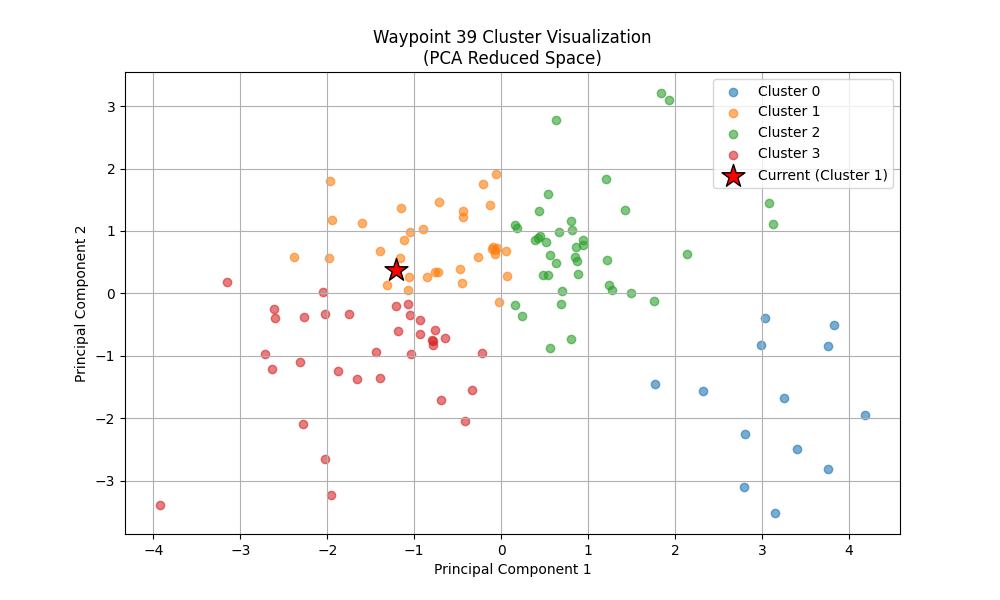 Waypoint 39 Cluster Visualization
(PCA Reduced Space)
Cluster 0
Cluster 1
Cluster 2
Cluster 3
Current (Cluster 1)
Principal Component 2
3
2
1
0
−1
−2
−3
−4 −3 −2 −1 0 1 2 3 4
Principal Component 1